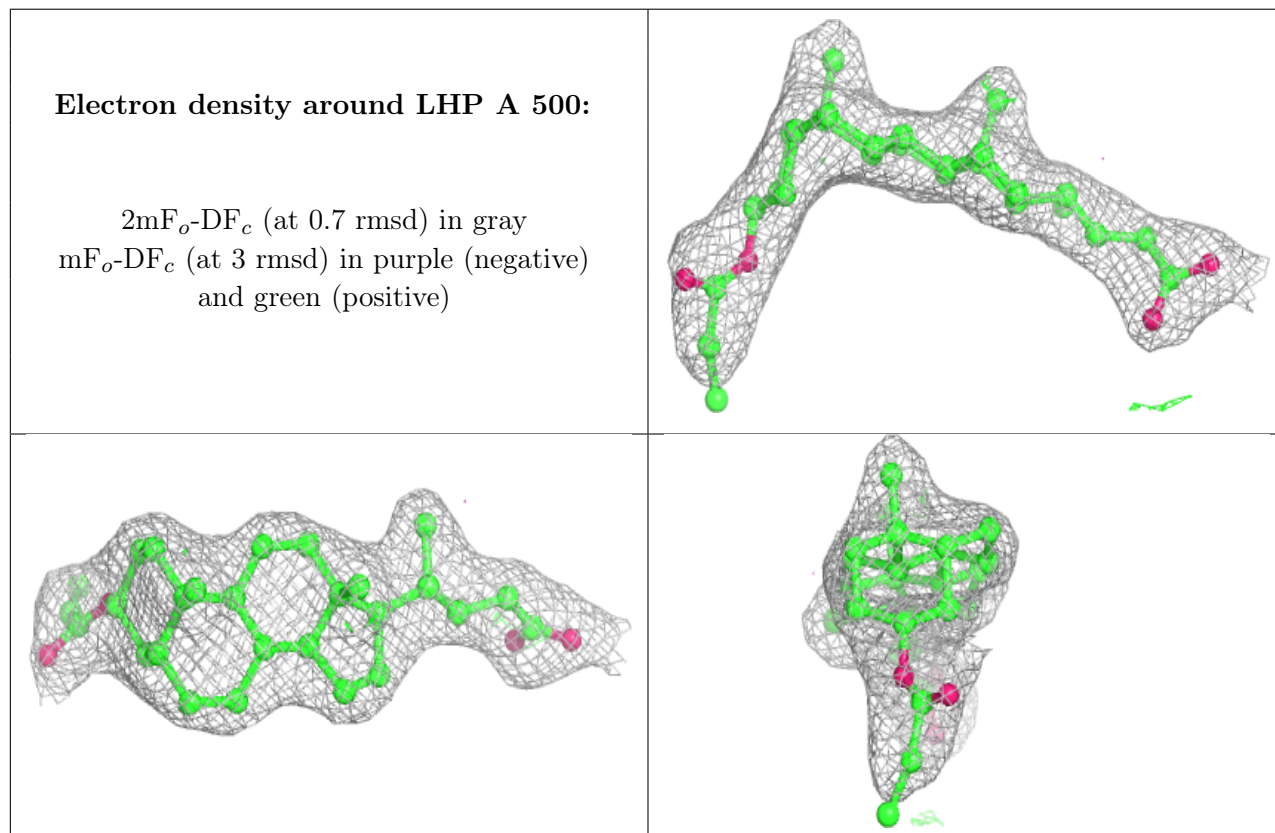 Electron density around LHP A 500:
2mFo-DFc (at 0.7 rmsd) in gray
mFo-DFc (at 3 rmsd) in purple (negative)
and green (positive)